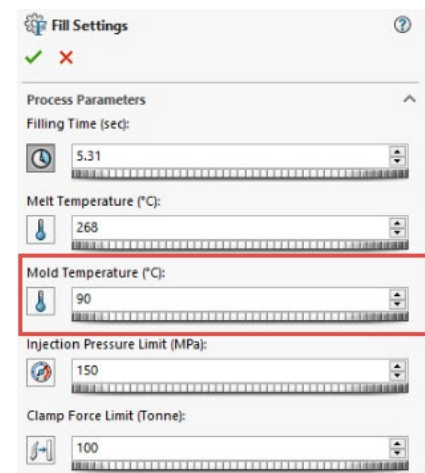 Fill Settings
Process Parameters
Filling Time (sec):
5.31
Melt Temperature (°C):
268
Mold Temperature (°C):
90
Injection Pressure Limit (MPa):
150
Clamp Force Limit (Tonne):
100